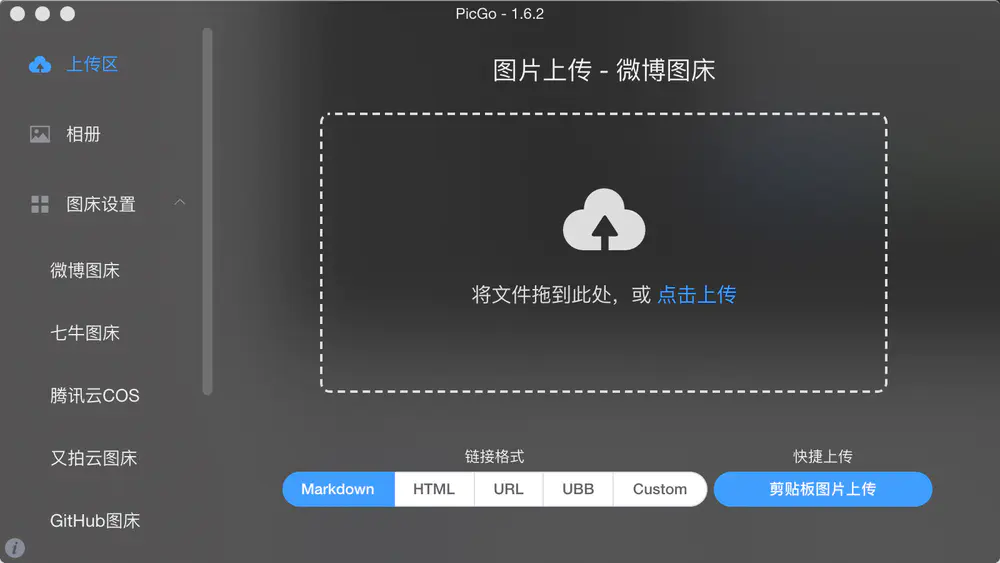 PicGo - 1.6.2
上传区
相册
图床设置
微博图床
七牛图床
腾讯云COS
又拍云图床
GitHub图床
图片上传 - 微博图床
将文件拖到此处，或 点击上传
链接格式
Markdown HTML URL UBB Custom
快捷上传
剪贴板图片上传
i